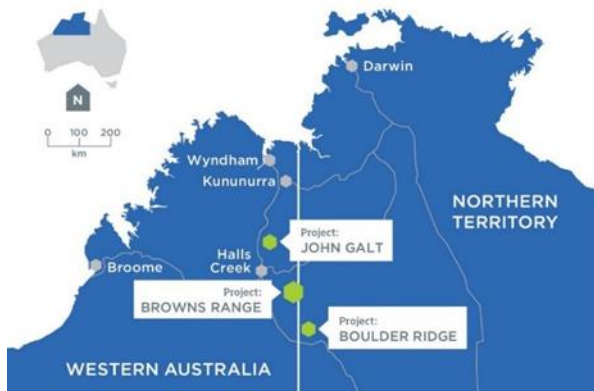 N
0 100 200
km
Darwin
Wyndham
Kununurra
NORTHERN
TERRITORY
Project:
JOHN GALT
Halls
Creek
Broome
Project:
BROWNS RANGE
Project:
BOULDER RIDGE
WESTERN AUSTRALIA